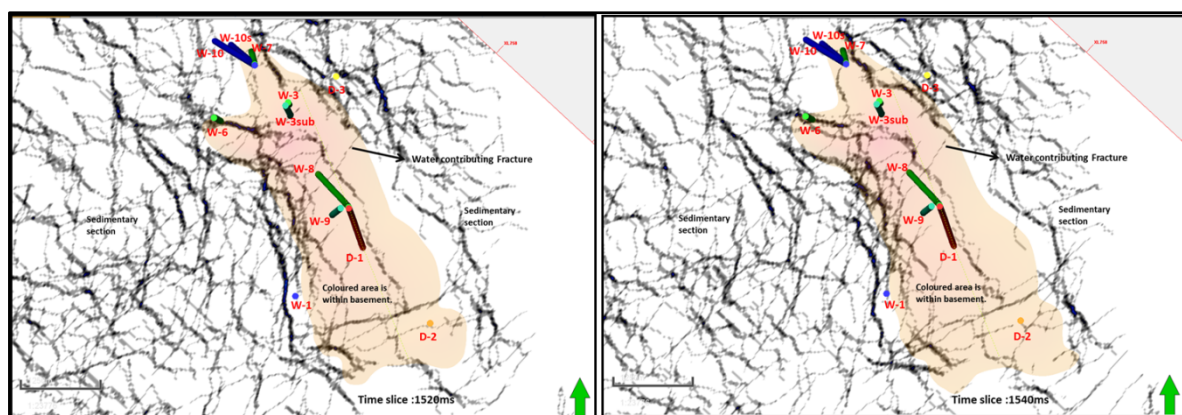 W-10s
W-10
W-7
D-3
W-3
W-3sub
W-6
Water contributing Fracture
W-8
W-9
Sedimentary
section
Sedimentary
section
D-1
Coloured area is
within basement.
W-1
D-2
Time slice :1520ms
W-10s
W-10
W-7
D-3
W-3
W-3sub
W-6
Water contributing Fracture
W-8
W-9
Sedimentary
section
Sedimentary
section
D-1
Coloured area is
within basement.
W-1
D-2
Time slice :1540ms